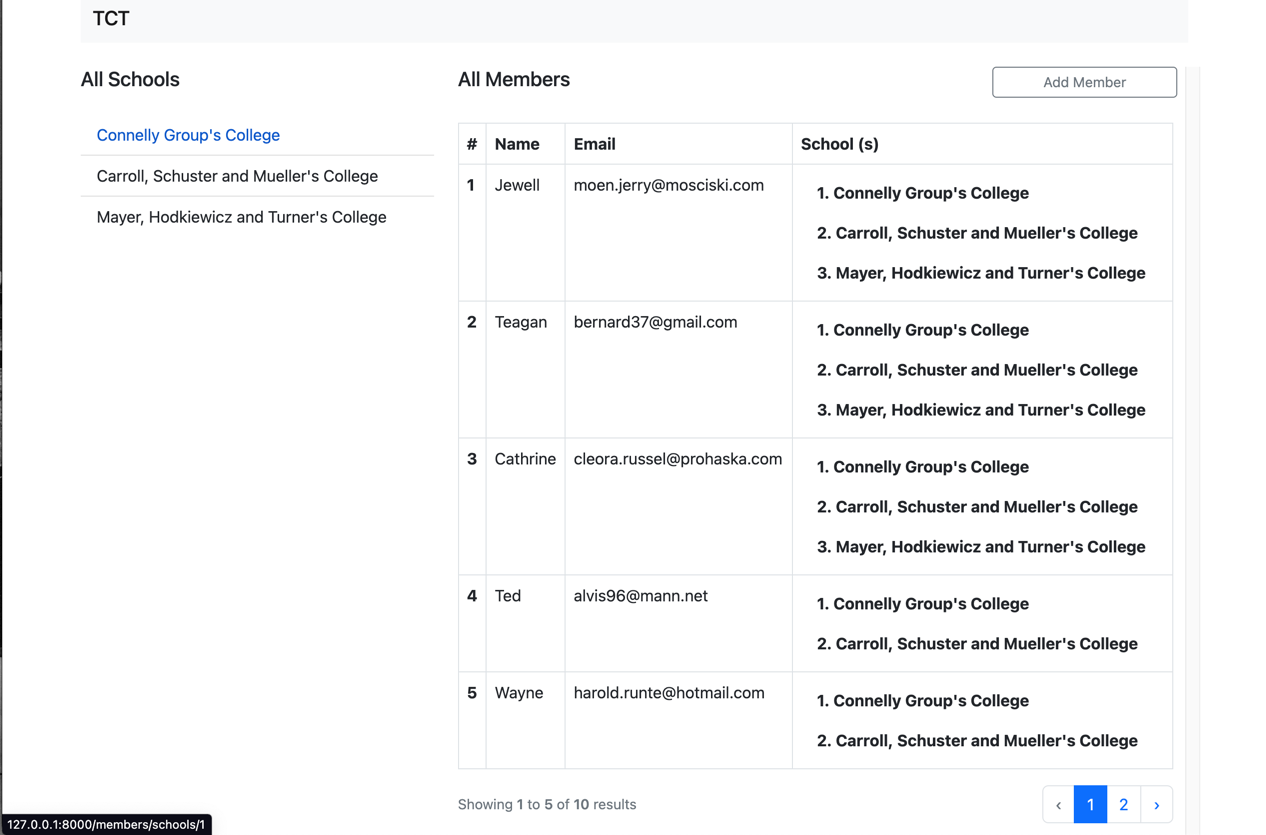 TCT
All Schools
Connelly Group's College
Carroll, Schuster and Mueller's College
Mayer, Hodkiewicz and Turner's College
All Members
Add Member
# Name Email School (s)
1 Jewell moen.jerry@mosciski.com 1. Connelly Group's College
2. Carroll, Schuster and Mueller's College
3. Mayer, Hodkiewicz and Turner's College
2 Teagan bernard37@gmail.com 1. Connelly Group's College
2. Carroll, Schuster and Mueller's College
3. Mayer, Hodkiewicz and Turner's College
3 Cathrine cleora.russel@prohaska.com 1. Connelly Group's College
2. Carroll, Schuster and Mueller's College
3. Mayer, Hodkiewicz and Turner's College
4 Ted alvis96@mann.net 1. Connelly Group's College
2. Carroll, Schuster and Mueller's College
5 Wayne harold.runte@hotmail.com 1. Connelly Group's College
2. Carroll, Schuster and Mueller's College
Showing 1 to 5 of 10 results
‹ 1 2 ›
127.0.0.1:8000/members/schools/1